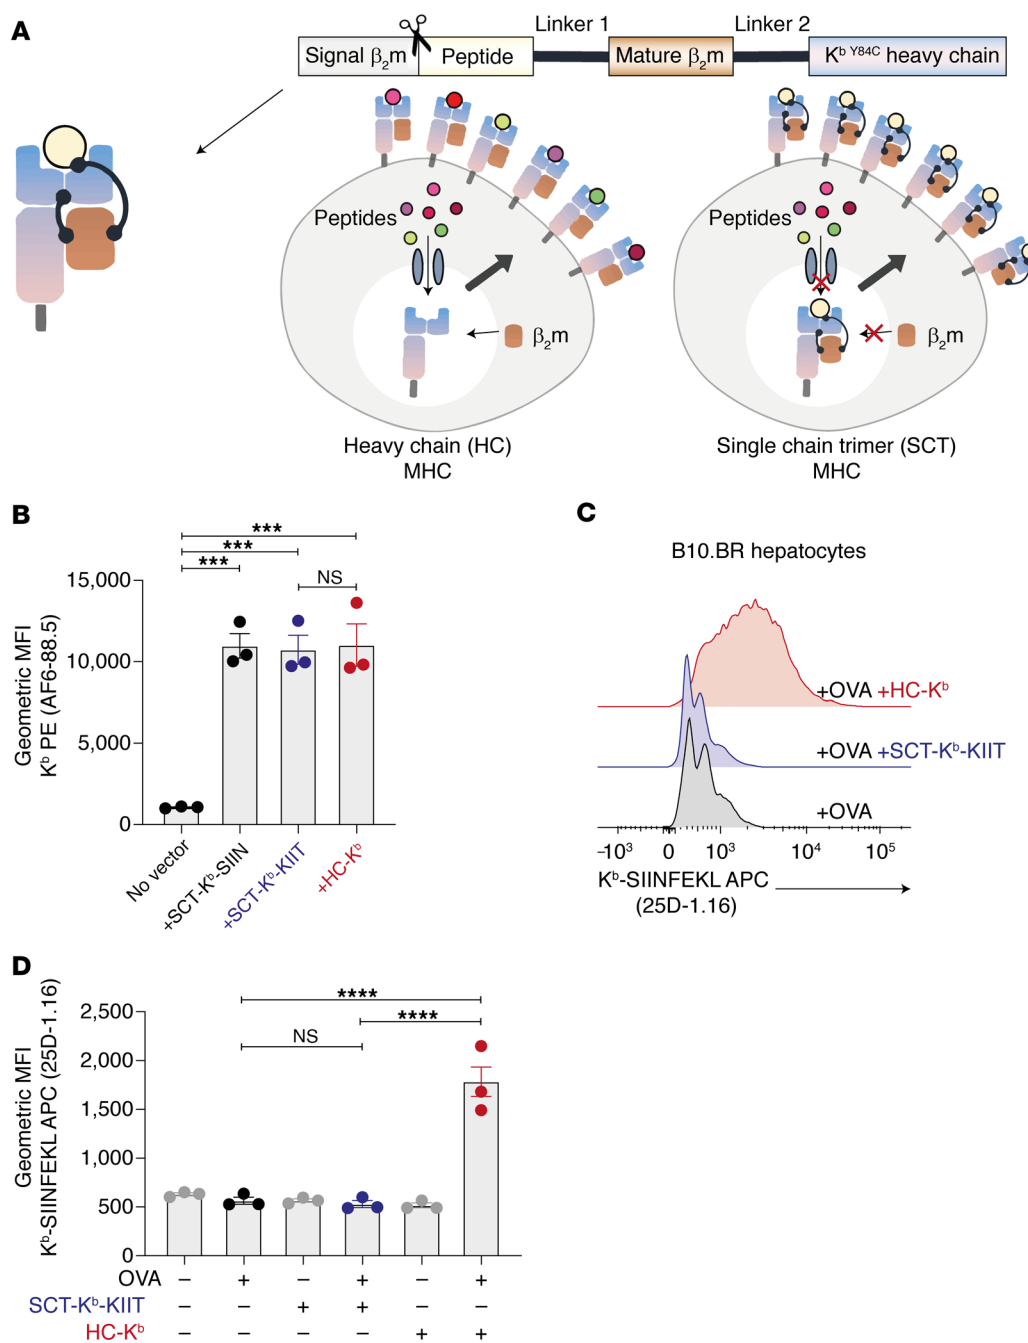 A
Linker 1
Linker 2
Signal β₂m
Peptide
Mature β₂m
Kᵇ ʸ⁸⁴ᶜ heavy chain
Peptides
β₂m
Heavy chain (HC)
MHC
Peptides
β₂m
Single chain trimer (SCT)
MHC
B
***
***
***
NS
Geometric MFI
Kᵇ PE (AF6-88.5)
15,000
10,000
5,000
0
No vector
+SCT-Kᵇ-SIIN
+SCT-Kᵇ-KIIT
+HC-Kᵇ
C
B10.BR hepatocytes
+OVA +HC-Kᵇ
+OVA +SCT-Kᵇ-KIIT
+OVA
-10³ 0 10³ 10⁴ 10⁵
Kᵇ-SIINFEKL APC
(25D-1.16)
D
****
****
NS
Geometric MFI
Kᵇ-SIINFEKL APC (25D-1.16)
2,500
2,000
1,500
1,000
500
0
OVA − + − + − +
SCT-Kᵇ-KIIT − − + + − −
HC-Kᵇ − − − − + +